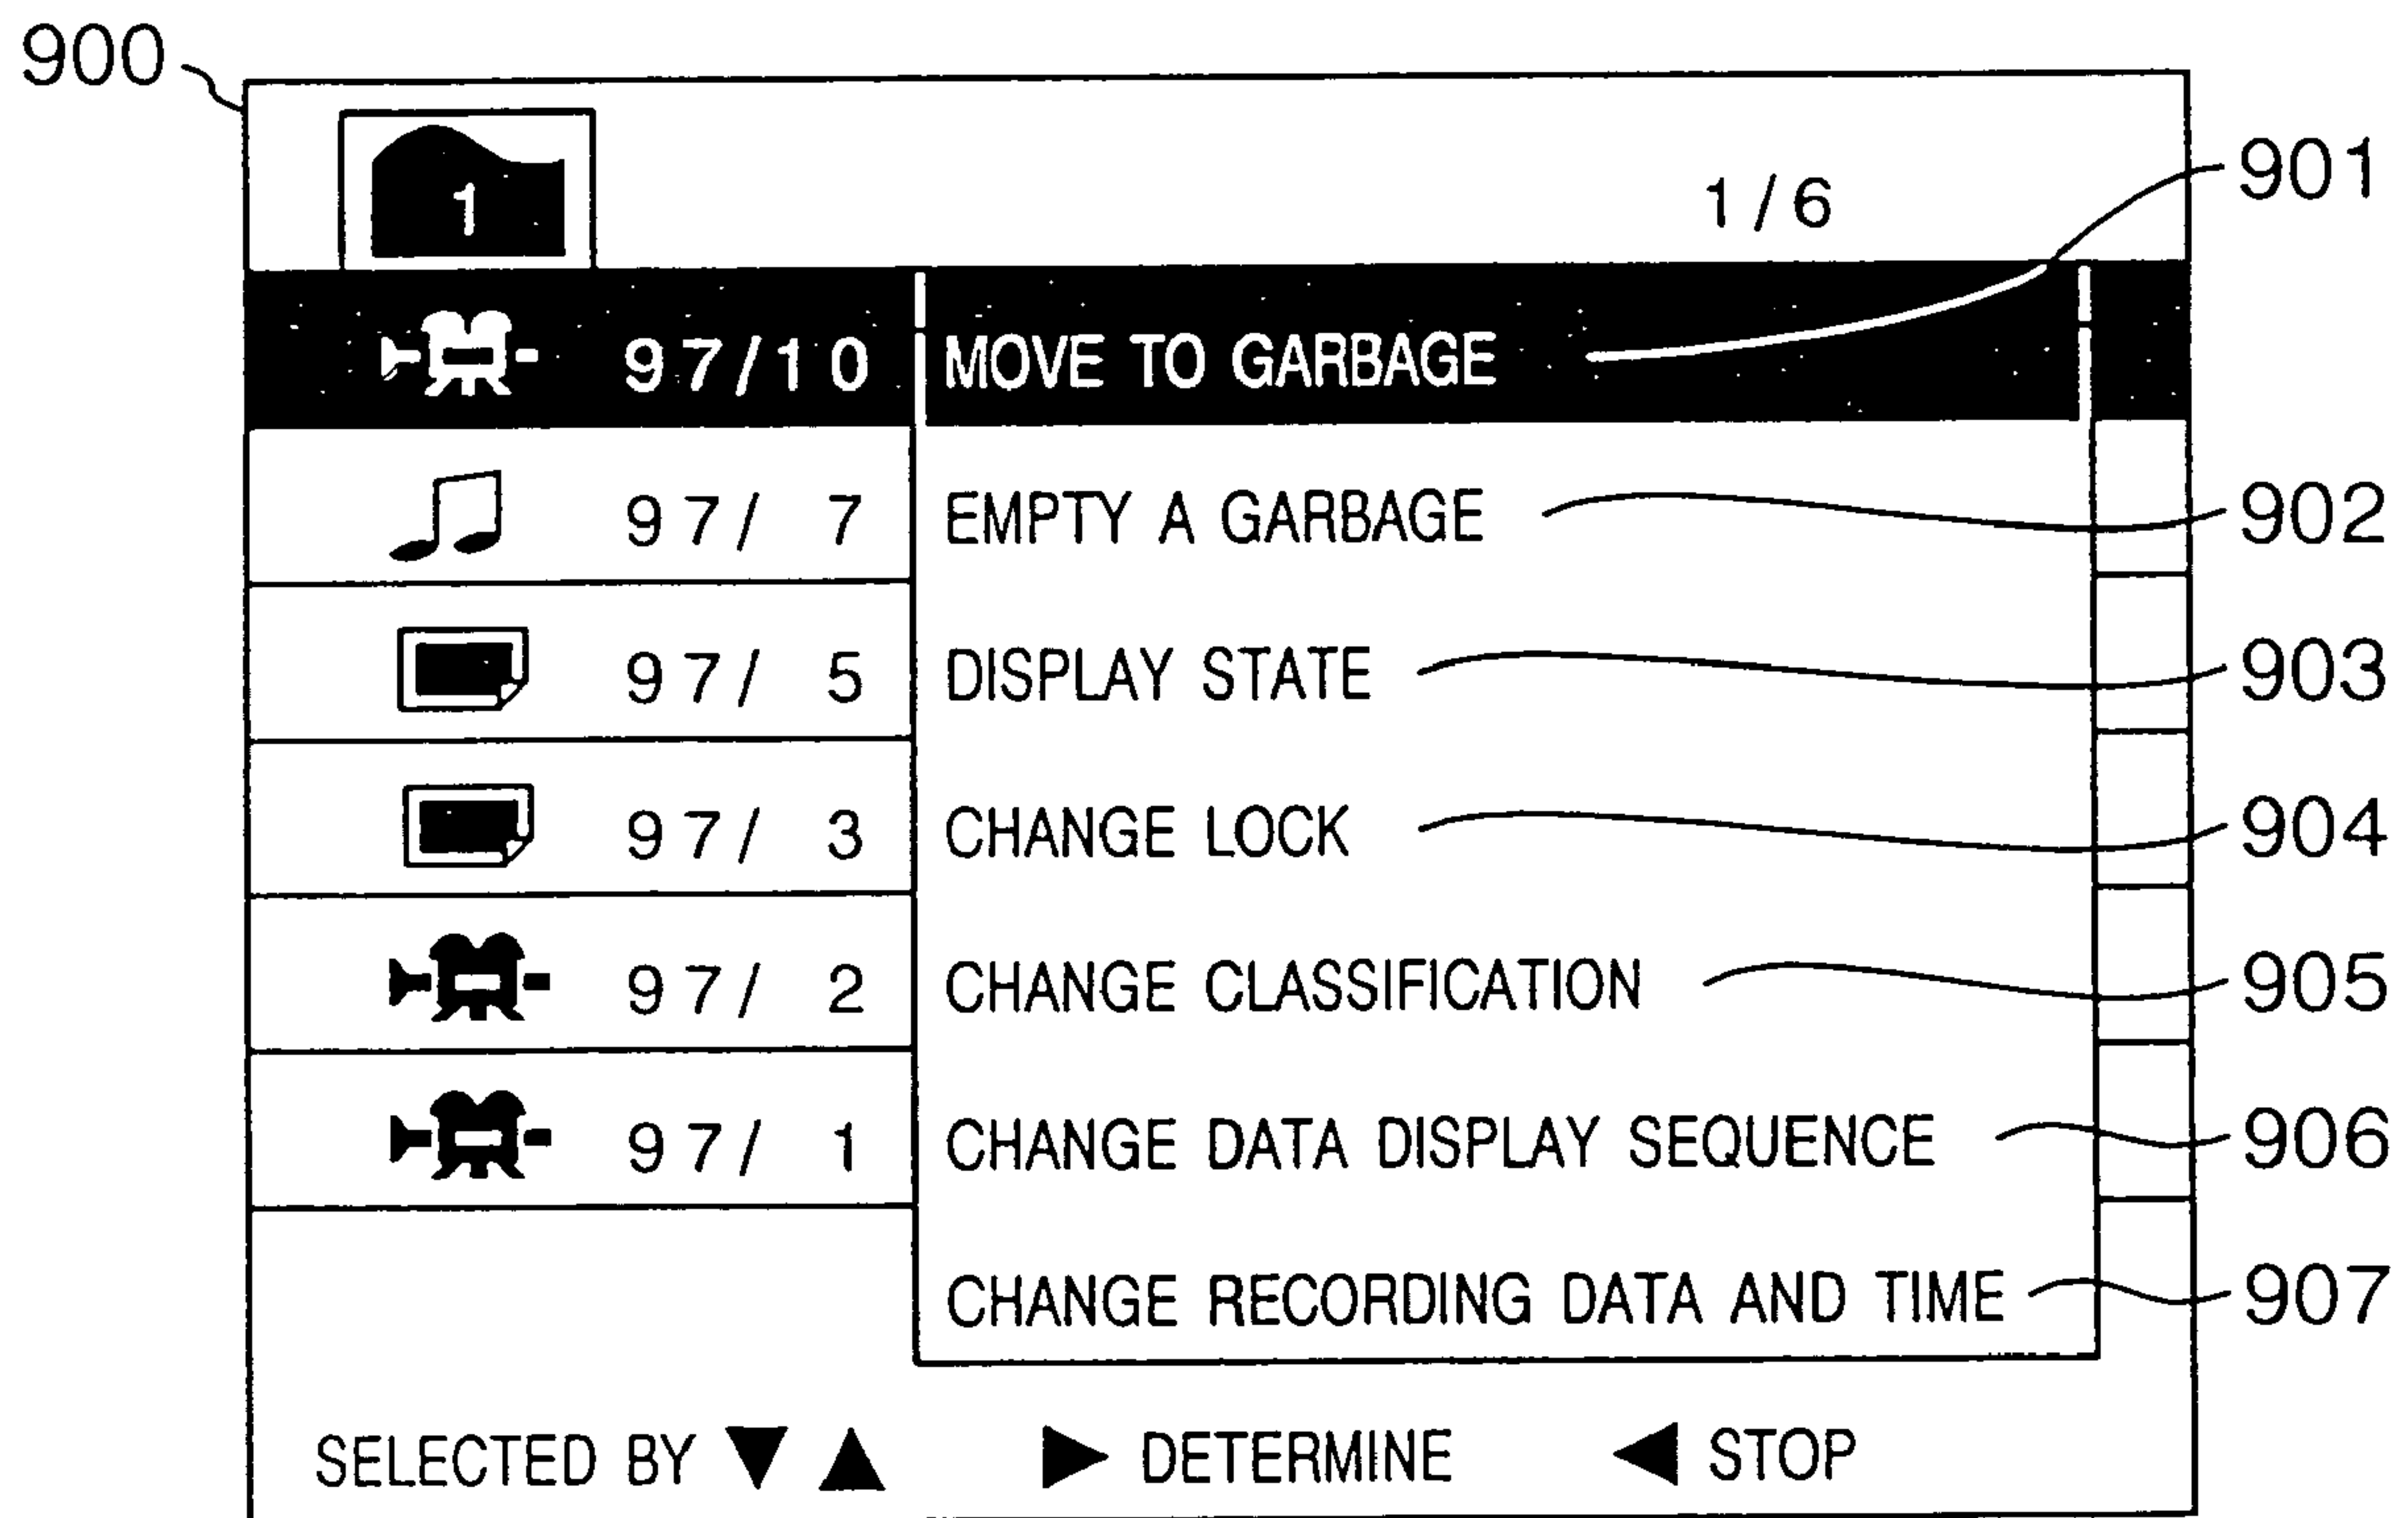 900
1
1/6
901
97/10 MOVE TO GARBAGE
97/ 7 EMPTY A GARBAGE 902
97/ 5 DISPLAY STATE 903
97/ 3 CHANGE LOCK 904
97/ 2 CHANGE CLASSIFICATION 905
97/ 1 CHANGE DATA DISPLAY SEQUENCE 906
CHANGE RECORDING DATA AND TIME 907
SELECTED BY ▼ ▲ ▶ DETERMINE ◀ STOP